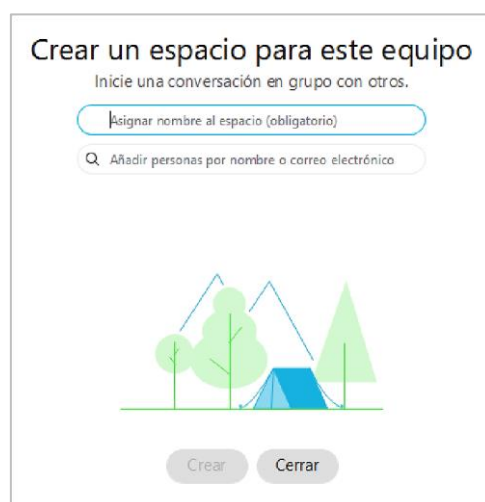 Crear un espacio para este equipo
Inicie una conversación en grupo con otros.
Asignar nombre al espacio (obligatorio)
Añadir personas por nombre o correo electrónico
Crear
Cerrar